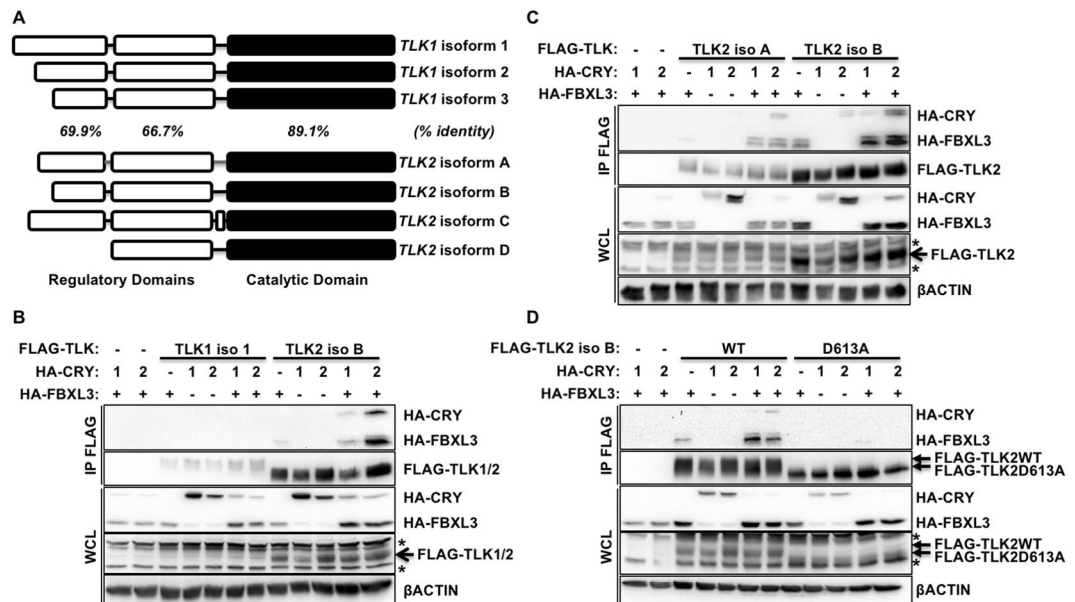 A
TLK1 isoform 1
TLK1 isoform 2
TLK1 isoform 3
69.9% 66.7% 89.1% (% identity)
TLK2 isoform A
TLK2 isoform B
TLK2 isoform C
TLK2 isoform D
Regulatory Domains Catalytic Domain
B
FLAG-TLK: - - TLK1 iso 1 TLK2 iso B
HA-CRY: 1 2 - 1 2 1 2 - 1 2 1 2
HA-FBXL3: + + + - - + + + - - + +
IP FLAG
HA-CRY
HA-FBXL3
FLAG-TLK1/2
WCL
HA-CRY
HA-FBXL3
*
FLAG-TLK1/2
*
βACTIN
C
FLAG-TLK: - - TLK2 iso A TLK2 iso B
HA-CRY: 1 2 - 1 2 1 2 - 1 2 1 2
HA-FBXL3: + + + - - + + + - - + +
IP FLAG
HA-CRY
HA-FBXL3
FLAG-TLK2
WCL
HA-CRY
HA-FBXL3
*
FLAG-TLK2
*
βACTIN
D
FLAG-TLK2 iso B: - - WT D613A
HA-CRY: 1 2 - 1 2 1 2 - 1 2 1 2
HA-FBXL3: + + + - - + + + - - + +
IP FLAG
HA-CRY
HA-FBXL3
FLAG-TLK2WT
FLAG-TLK2D613A
WCL
HA-CRY
HA-FBXL3
*
FLAG-TLK2WT
FLAG-TLK2D613A
*
βACTIN